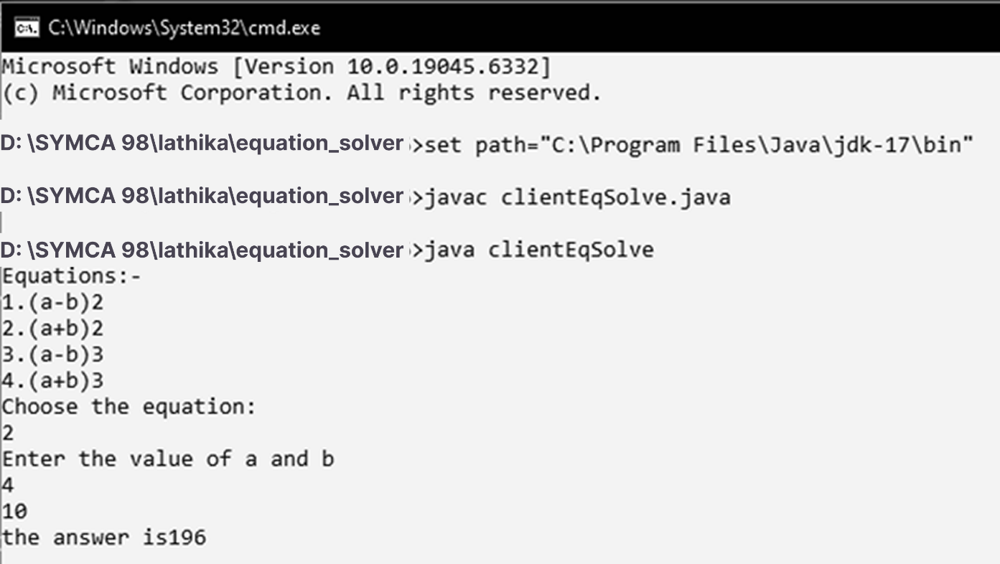 C:\Windows\System32\cmd.exe
Microsoft Windows [Version 10.0.19045.6332]
(c) Microsoft Corporation. All rights reserved.
D: \SYMCA 98\lathika\equation_solver >set path="C:\Program Files\Java\jdk-17\bin"
D: \SYMCA 98\lathika\equation_solver >javac clientEqSolve.java
D: \SYMCA 98\lathika\equation_solver >java clientEqSolve
Equations:-
1.(a-b)2
2.(a+b)2
3.(a-b)3
4.(a+b)3
Choose the equation:
2
Enter the value of a and b
4
10
the answer is196